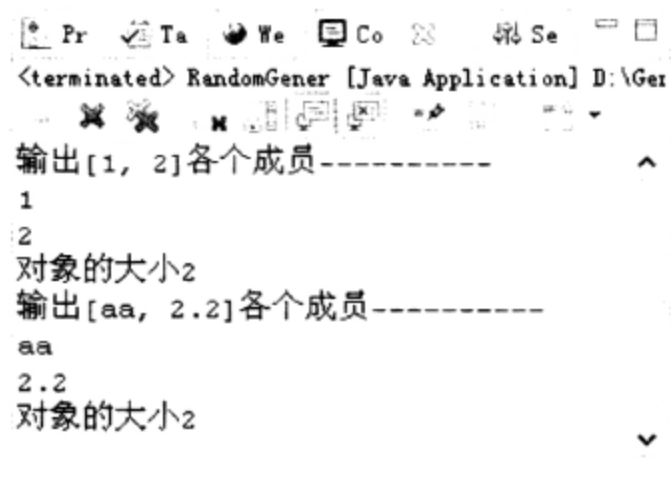 Pr Ta We Co Se
<terminated> RandomGener [Java Application] D:\Ger
输出[1, 2]各个成员----------
1
2
对象的大小2
输出[aa, 2.2]各个成员----------
aa
2.2
对象的大小2